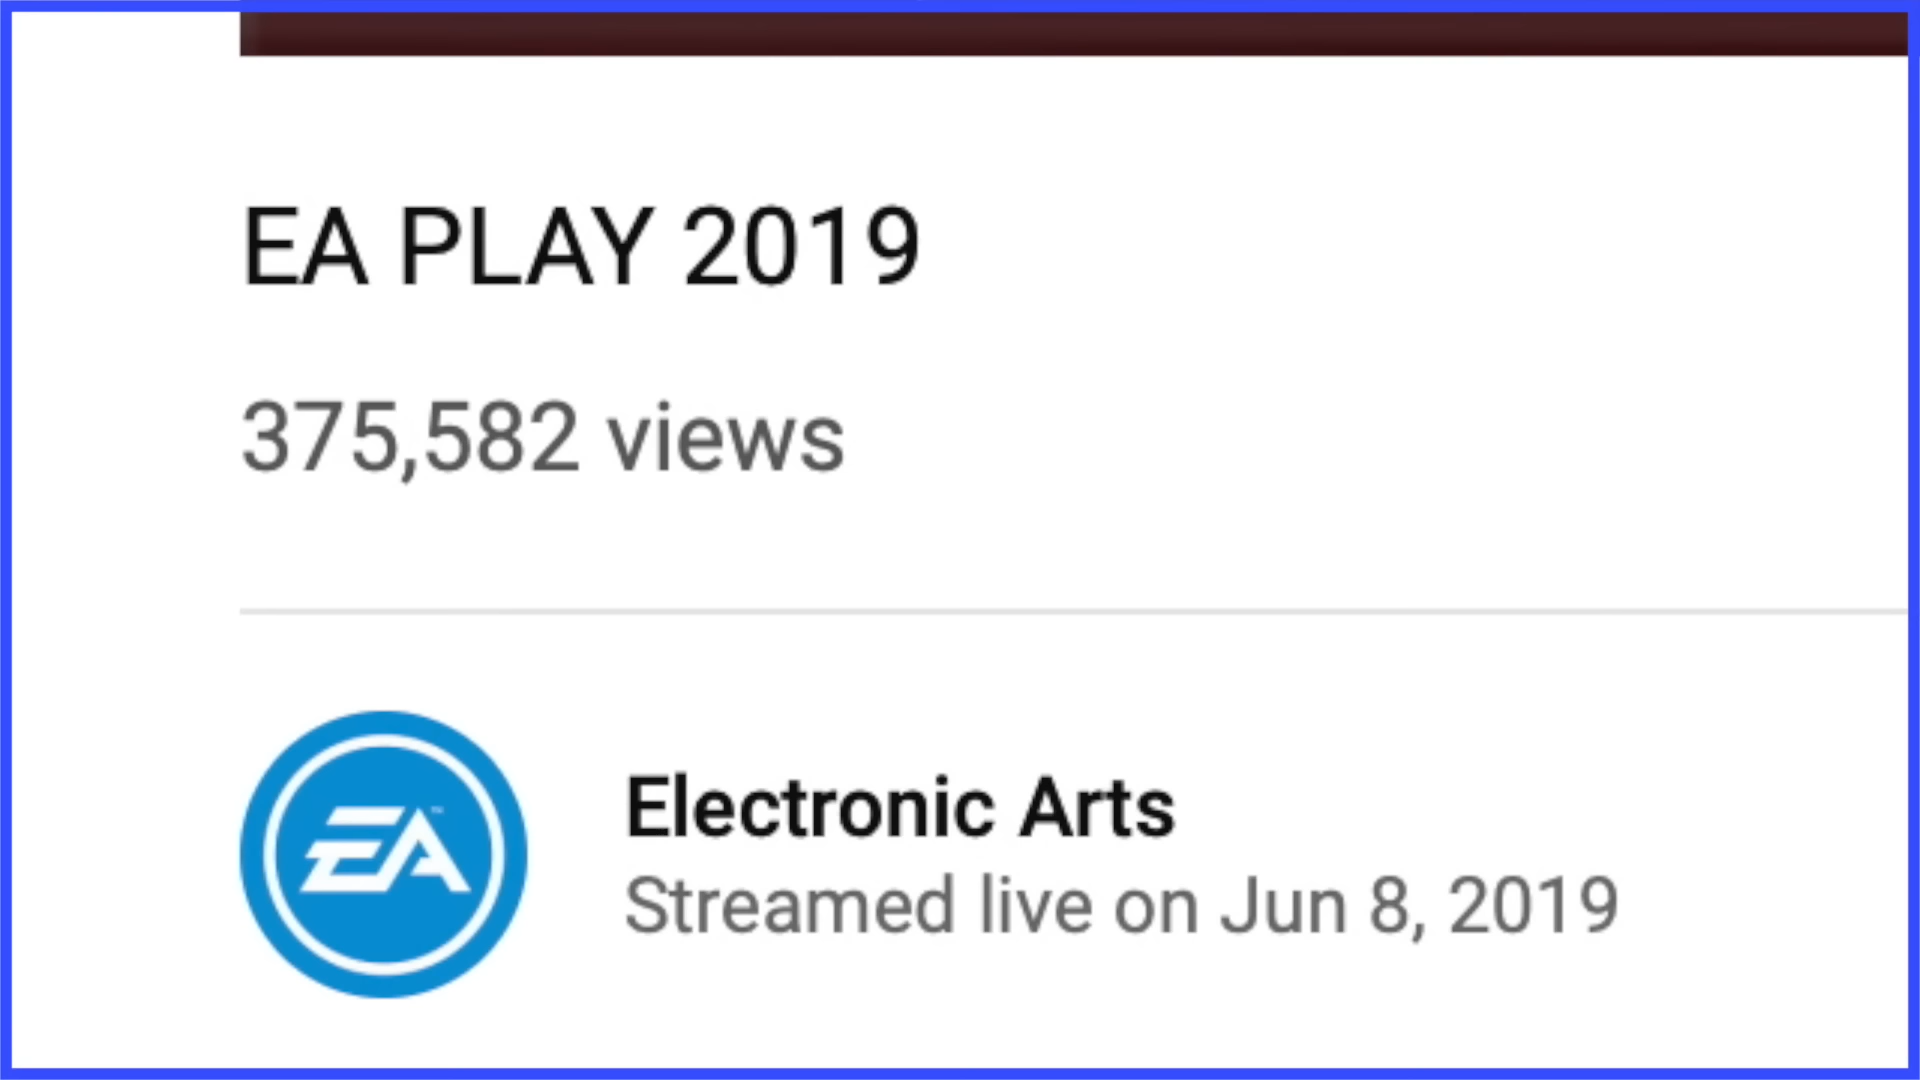 EA PLAY 2019
375,582 views
EA
Electronic Arts
Streamed live on Jun 8, 2019